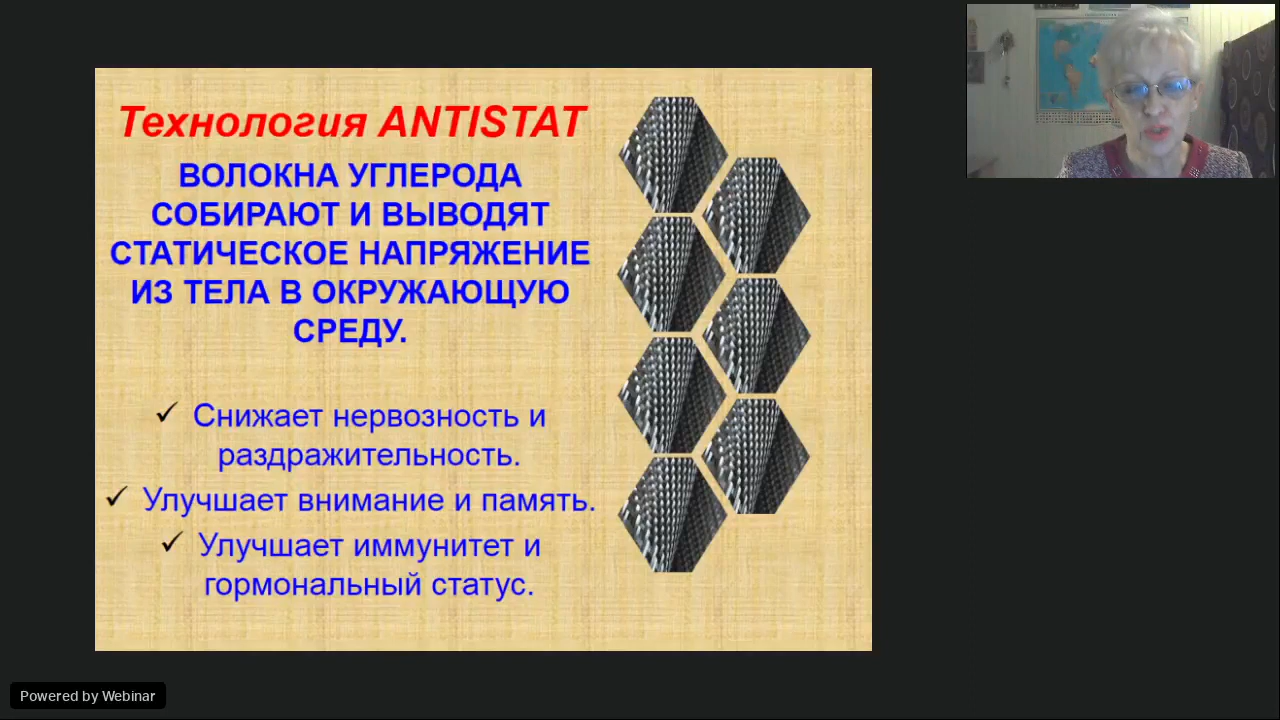 Технология ANTISTAT
ВОЛОКНА УГЛЕРОДА
СОБИРАЮТ И ВЫВОДЯТ
СТАТИЧЕСКОЕ НАПРЯЖЕНИЕ
ИЗ ТЕЛА В ОКРУЖАЮЩУЮ
СРЕДУ.
✓ Снижает нервозность и
раздражительность.
✓ Улучшает внимание и память.
✓ Улучшает иммунитет и
гормональный статус.
Powered by Webinar